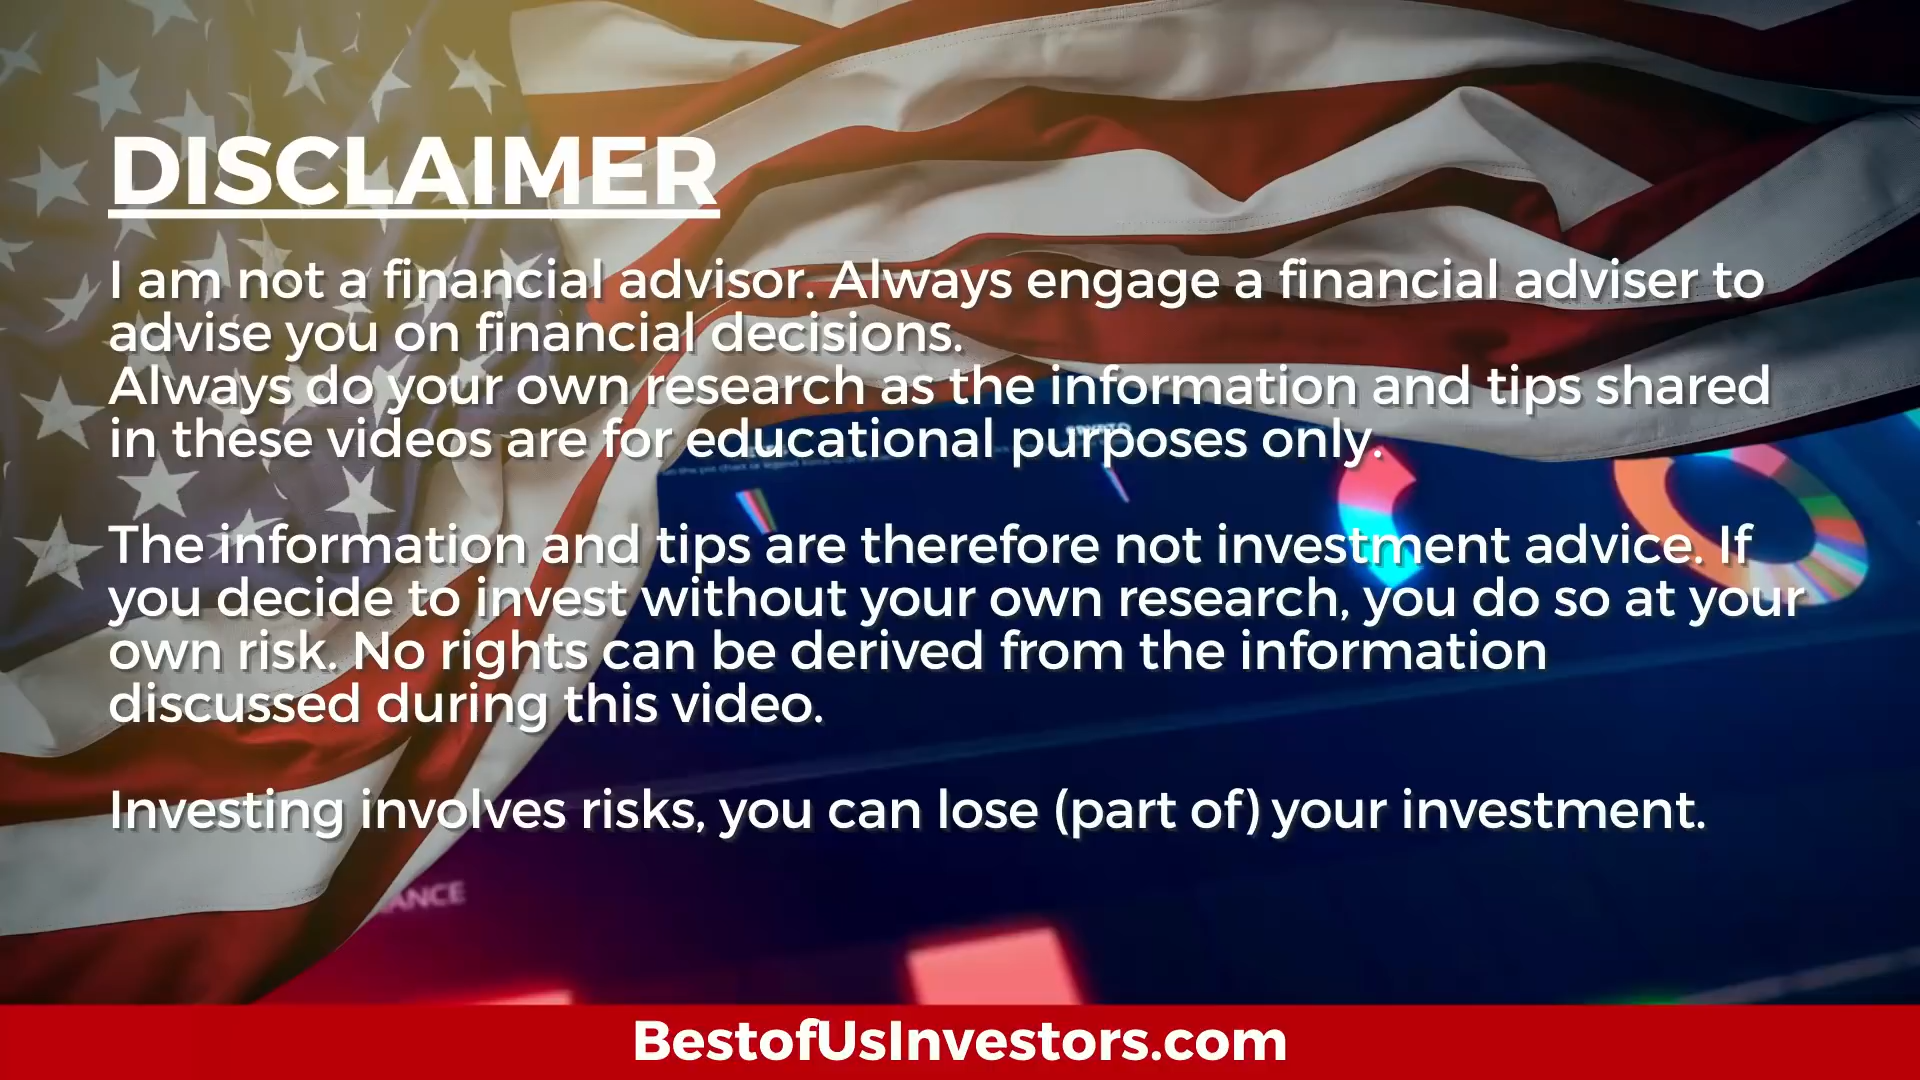 DISCLAIMER
I am not a financial advisor. Always engage a financial adviser to
advise you on financial decisions.
Always do your own research as the information and tips shared
in these videos are for educational purposes only.
The information and tips are therefore not investment advice. If
you decide to invest without your own research, you do so at your
own risk. No rights can be derived from the information
discussed during this video.
Investing involves risks, you can lose (part of) your investment.
BestofUsInvestors.com